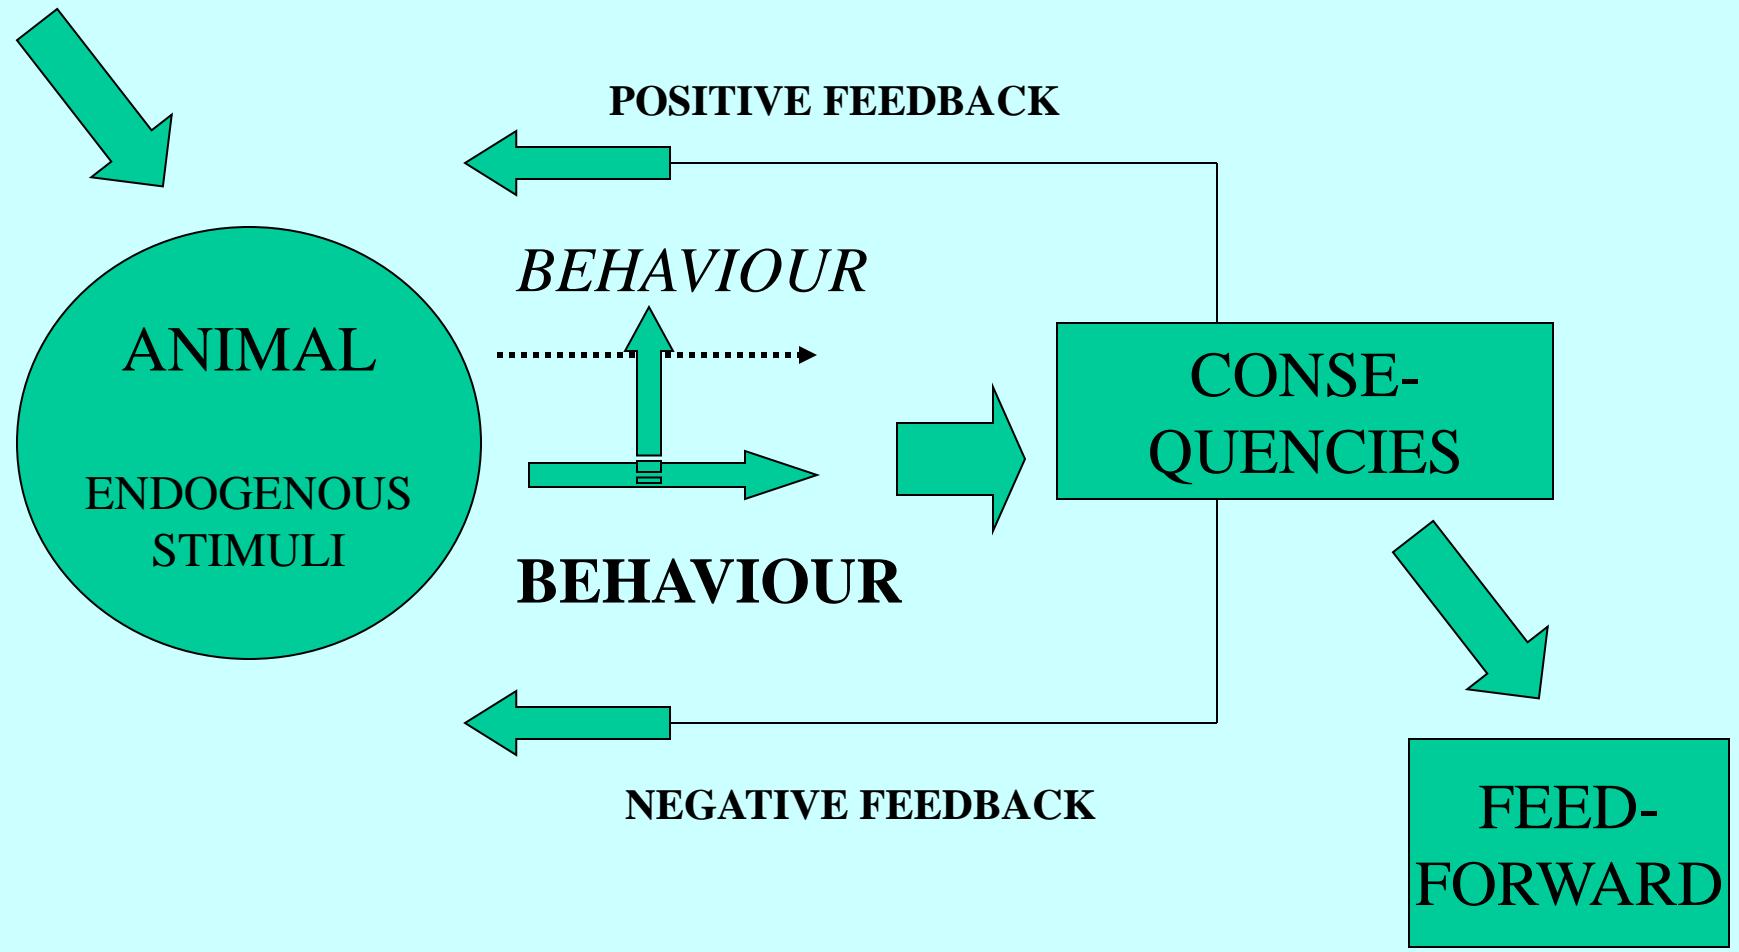 POSITIVE FEEDBACK
BEHAVIOUR
ANIMAL
ENDOGENOUS
STIMULI
CONSE-
QUENCIES
BEHAVIOUR
NEGATIVE FEEDBACK
FEED-
FORWARD